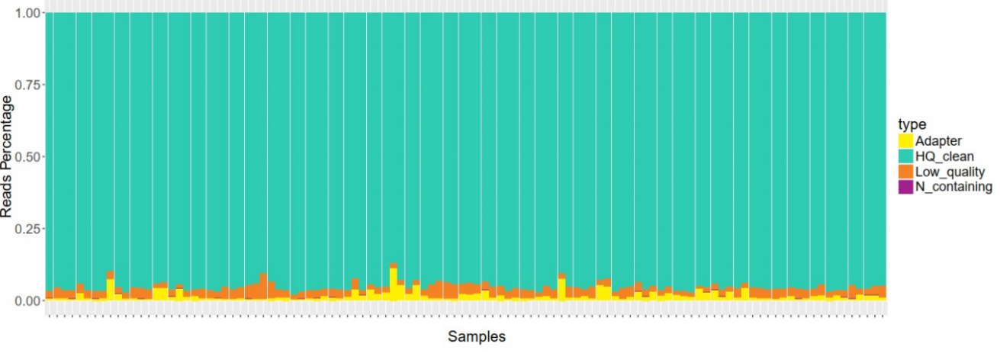 1.00
0.75
0.50
0.25
0.00
Reads Percentage
Samples
type
Adapter
HQ_clean
Low_quality
N_containing